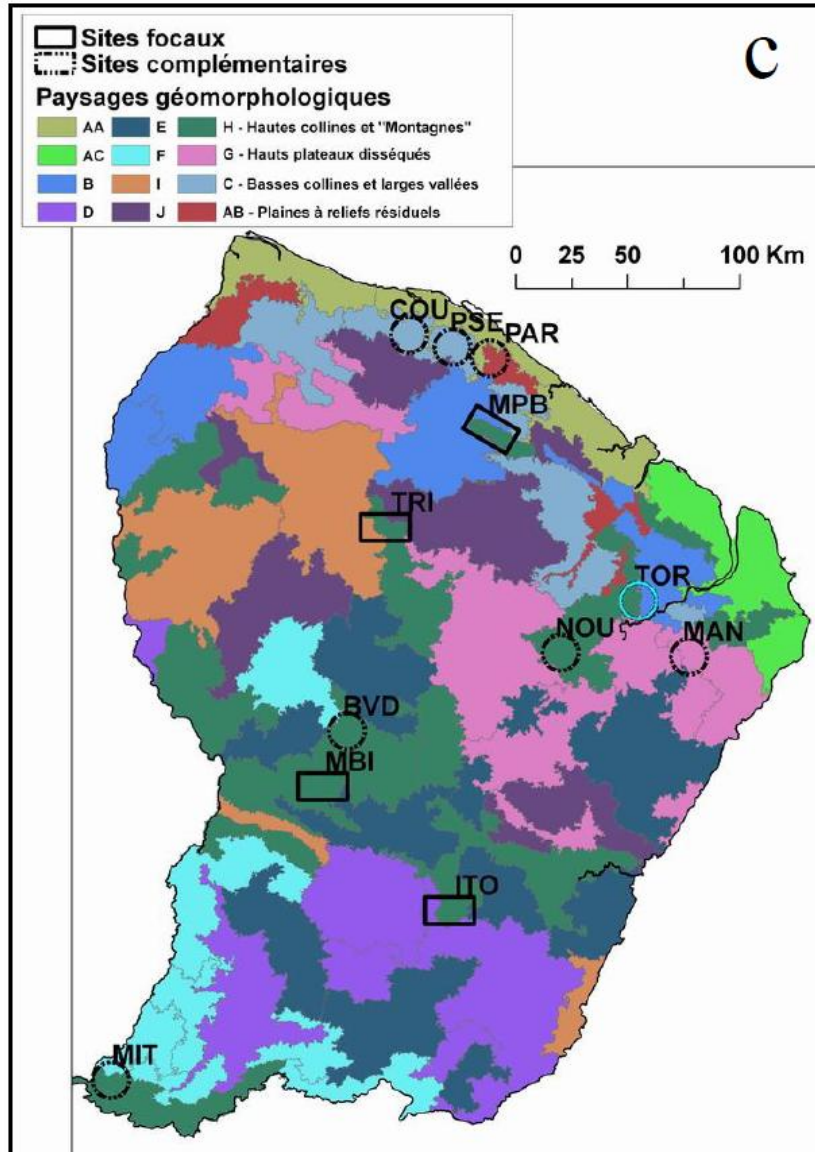 C
Sites focaux
Sites complémentaires
Paysages géomorphologiques
AA E H - Hautes collines et "Montagnes"
AC F G - Hauts plateaux disséqués
B I C - Basses collines et larges vallées
D J AB - Plaines à reliefs résiduels
0 25 50 100 Km
COU PSE PAR
MPB
TRI
TOR
NOU MAN
BVD
MBI
ITO
MIT